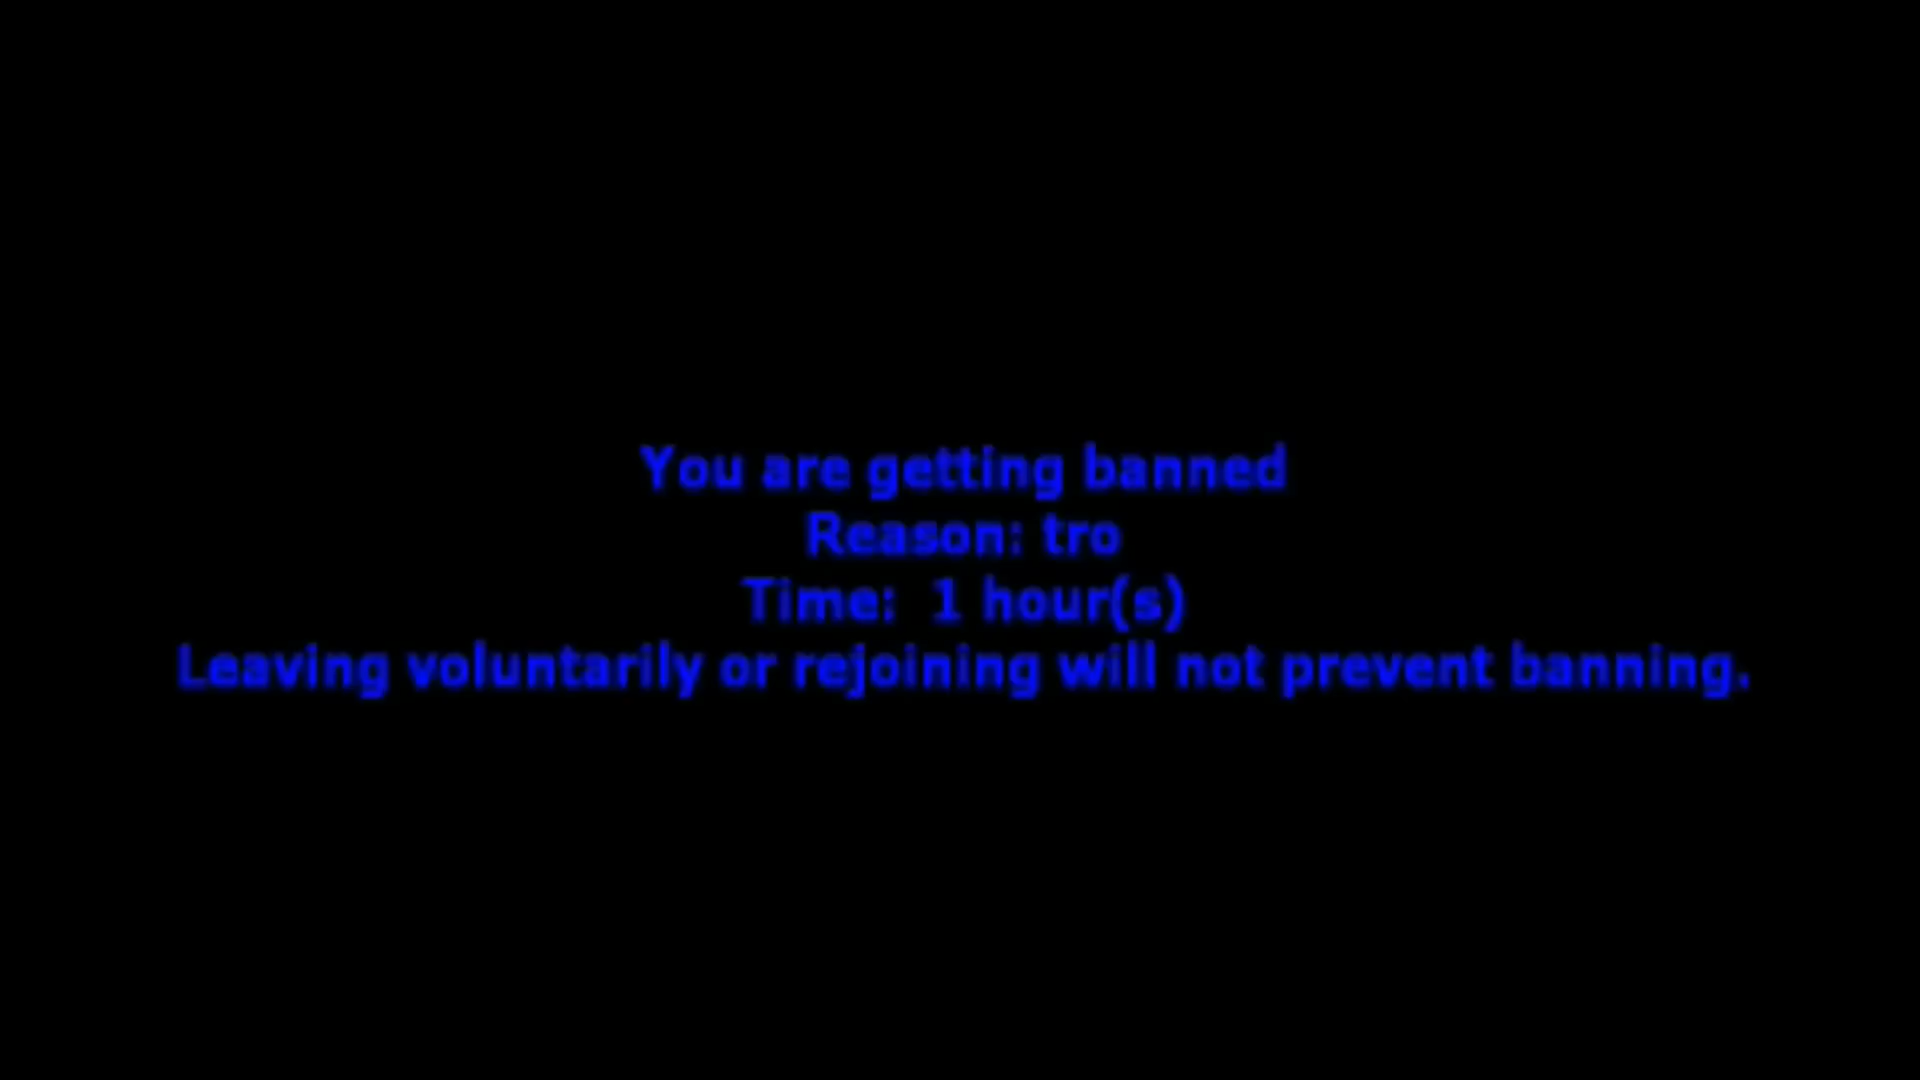 You are getting banned
Reason: tro
Time:  1 hour(s)
Leaving voluntarily or rejoining will not prevent banning.